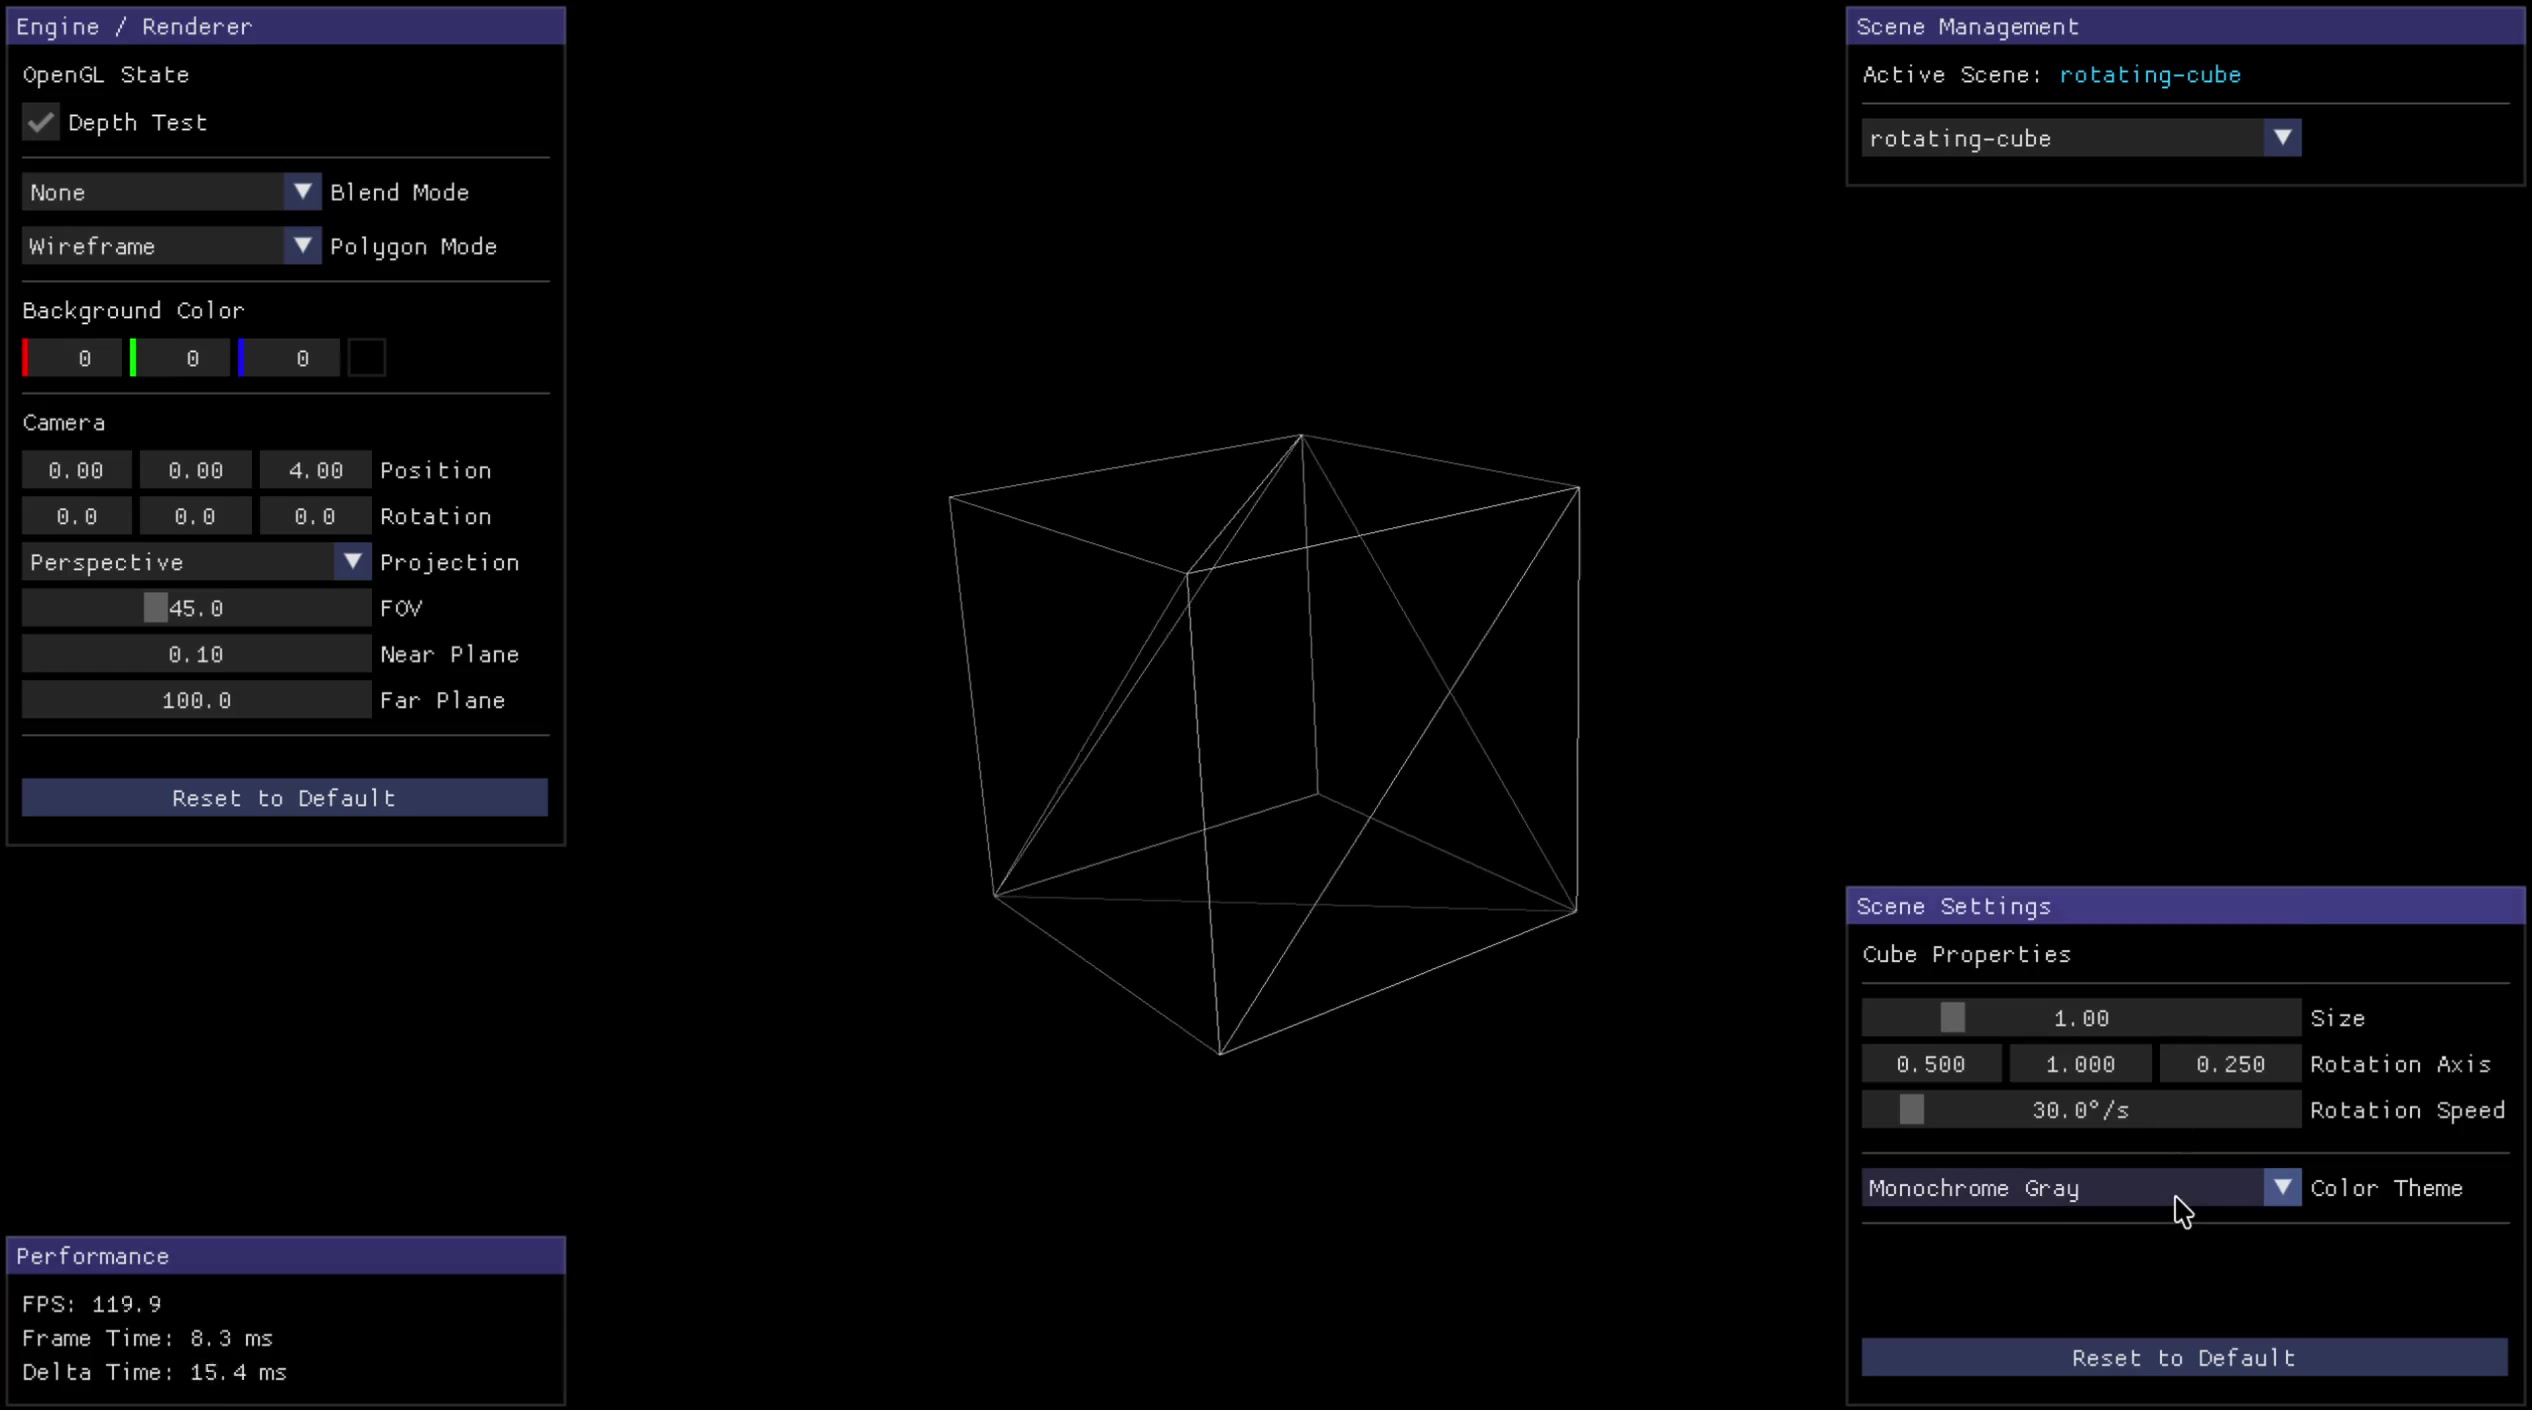 Engine / Renderer
OpenGL State
Depth Test
None Blend Mode
Wireframe Polygon Mode
Background Color
0 0 0
Camera
0.00 0.00 4.00 Position
0.0 0.0 0.0 Rotation
Perspective Projection
45.0 FOV
0.10 Near Plane
100.0 Far Plane
Reset to Default
Performance
FPS: 119.9
Frame Time: 8.3 ms
Delta Time: 15.4 ms
Scene Management
Active Scene: rotating-cube
rotating-cube
Scene Settings
Cube Properties
1.00 Size
0.500 1.000 0.250 Rotation Axis
30.0°/s Rotation Speed
Monochrome Gray Color Theme
Reset to Default